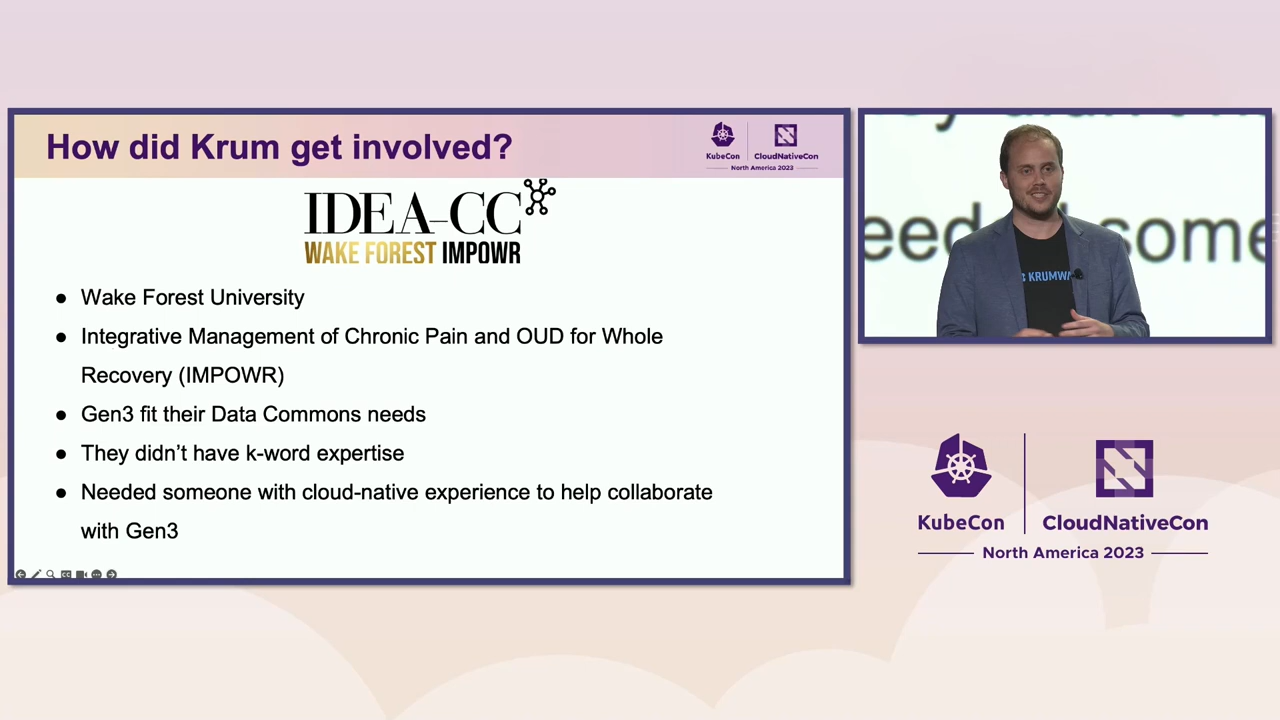 How did Krum get involved?
KubeCon
CloudNativeCon
North America 2023
IDEA-CC
WAKE FOREST IMPOWR
● Wake Forest University
● Integrative Management of Chronic Pain and OUD for Whole
Recovery (IMPOWR)
● Gen3 fit their Data Commons needs
● They didn't have k-word expertise
● Needed someone with cloud-native experience to help collaborate
with Gen3
some
KubeCon
CloudNativeCon
North America 2023